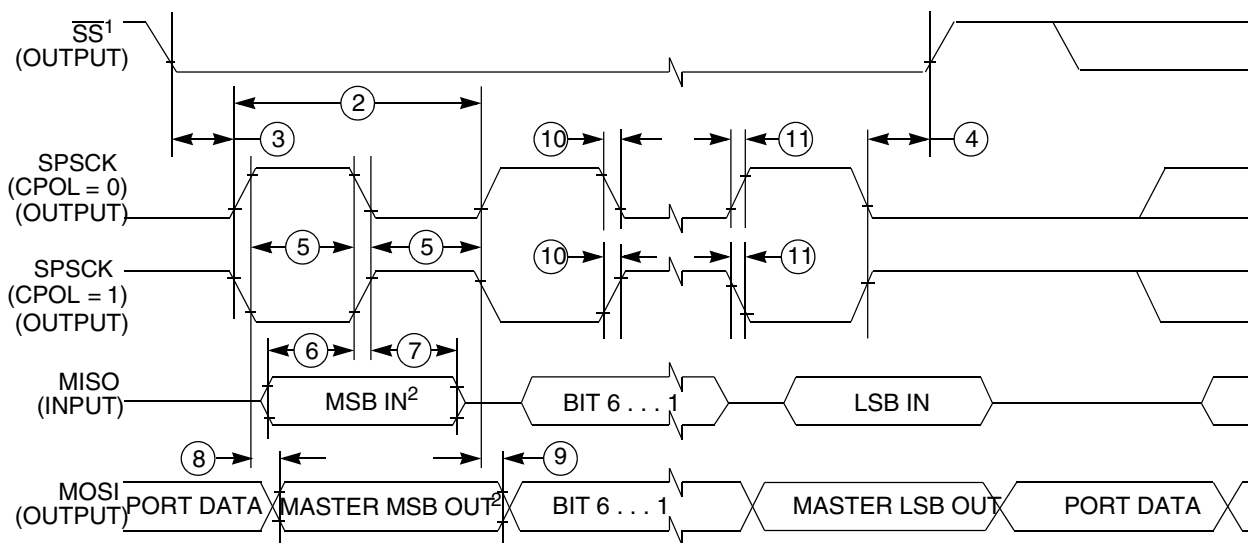 SS1
(OUTPUT)
2
3
10
11
4
SPSCK
(CPOL = 0)
(OUTPUT)
5
5
10
11
SPSCK
(CPOL = 1)
(OUTPUT)
6
7
MISO
(INPUT)
MSB IN2
BIT 6 . . . 1
LSB IN
8
9
MOSI
(OUTPUT)
PORT DATA
MASTER MSB OUT2
BIT 6 . . . 1
MASTER LSB OUT
PORT DATA